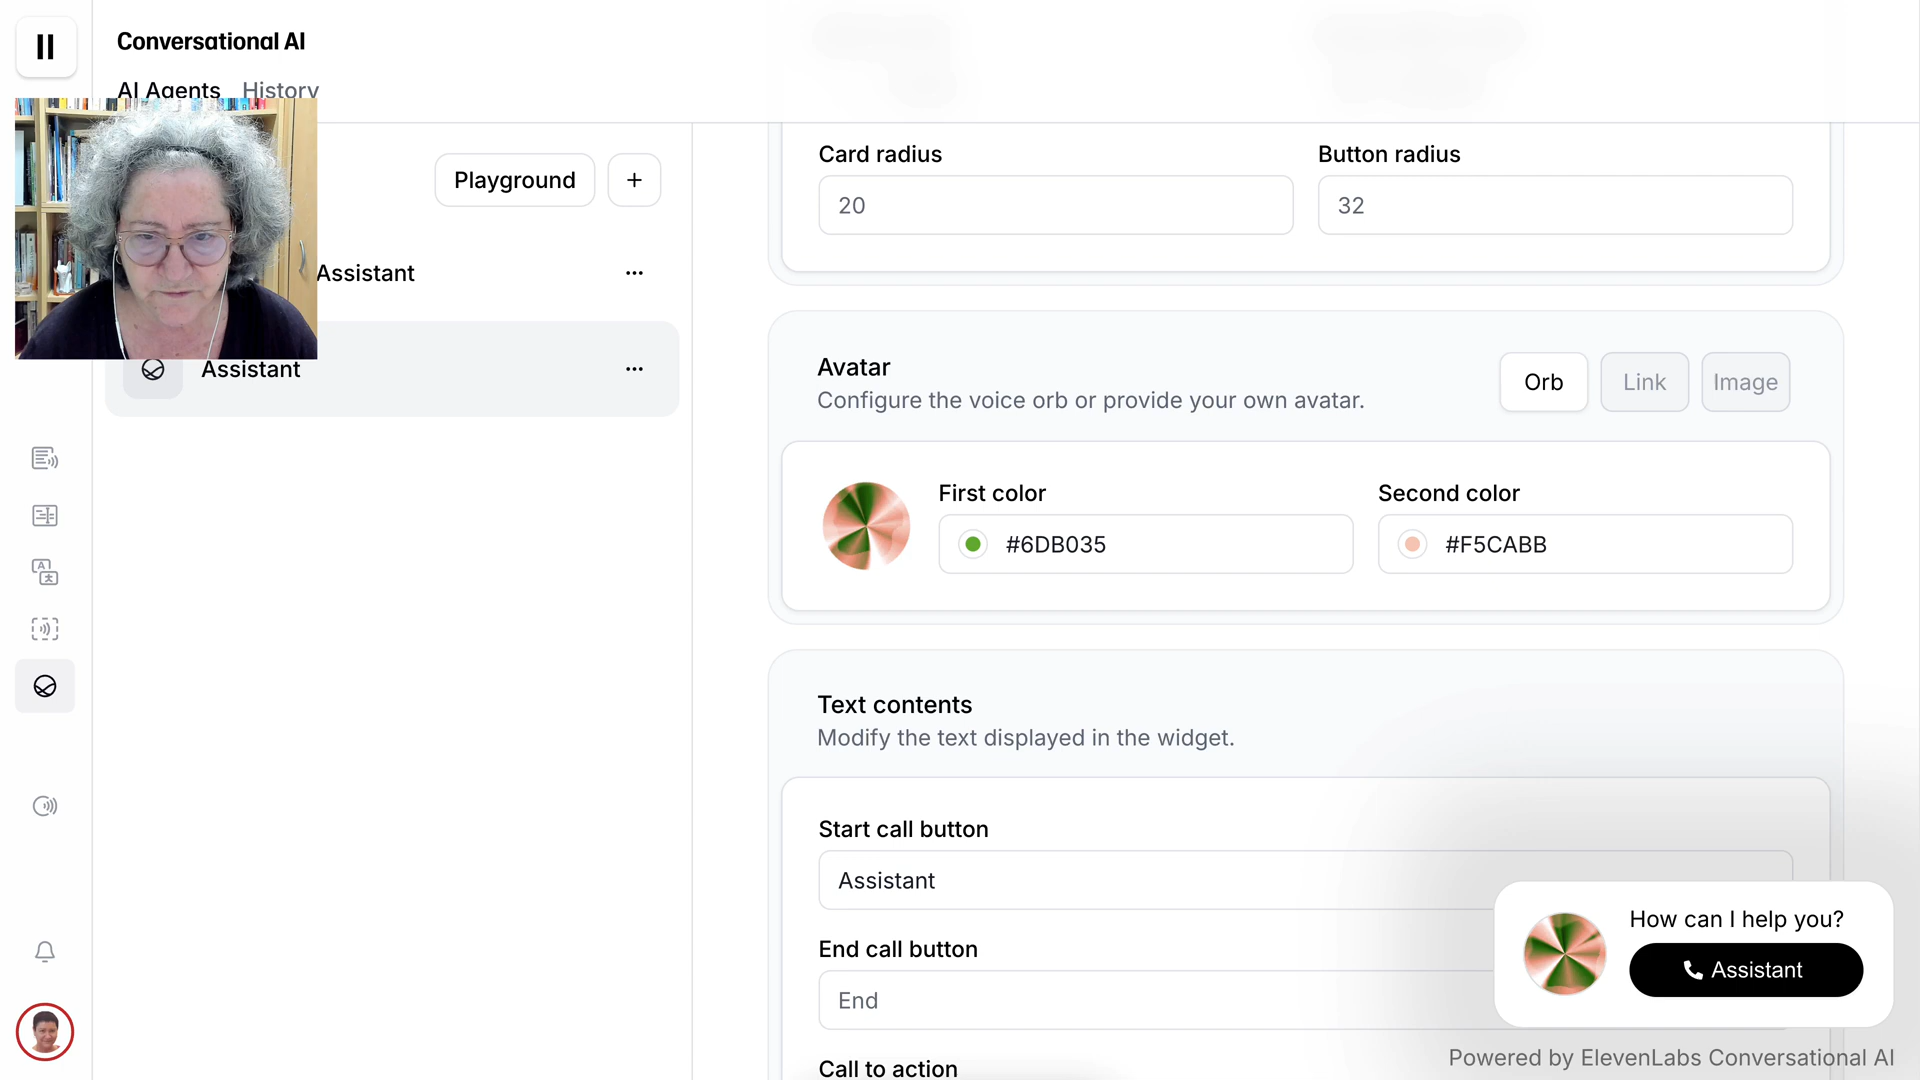 Conversational AI
AI Agents History
Playground +
Assistant ...
Assistant ...
Card radius
20
Button radius
32
Avatar
Configure the voice orb or provide your own avatar.
Orb Link Image
First color
#6DB035
Second color
#F5CABB
Text contents
Modify the text displayed in the widget.
Start call button
Assistant
End call button
End
Call to action
How can I help you?
Assistant
Powered by ElevenLabs Conversational AI